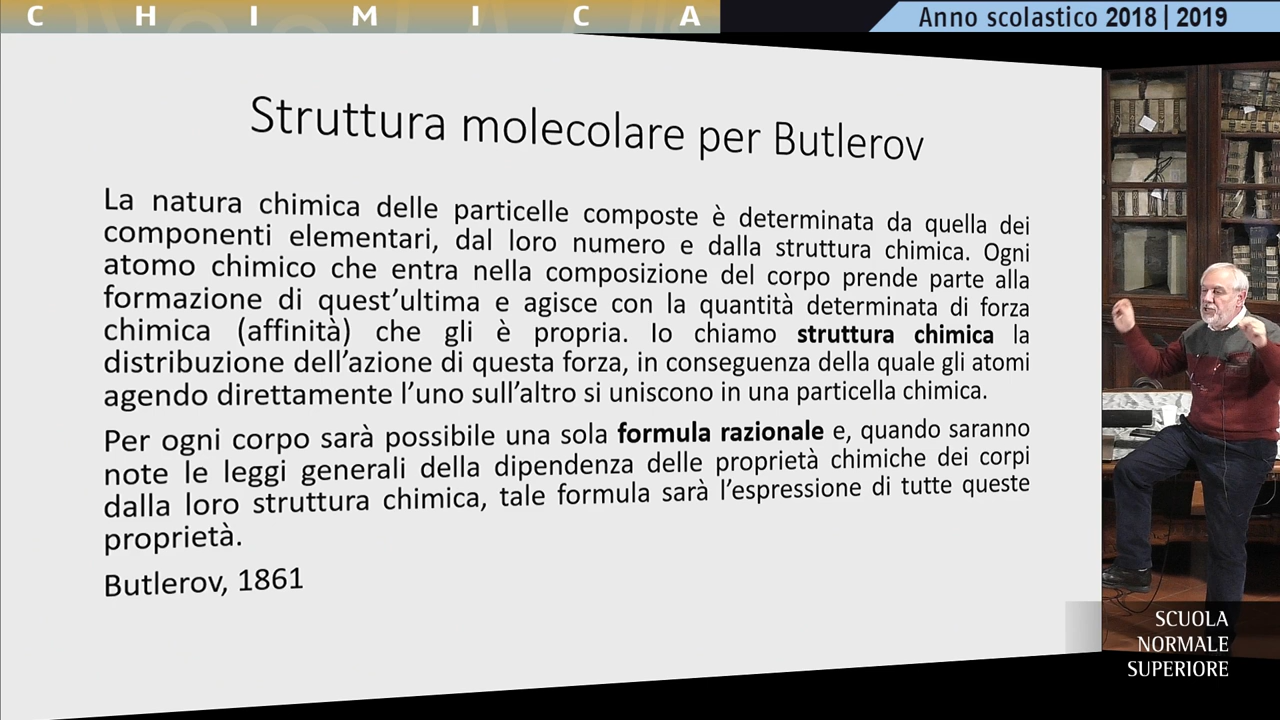 CHIMICA
Anno scolastico 2018 | 2019
Struttura molecolare per Butlerov
La natura chimica delle particelle composte è determinata da quella dei
componenti elementari, dal loro numero e dalla struttura chimica. Ogni
atomo chimico che entra nella composizione del corpo prende parte alla
formazione di quest’ultima e agisce con la quantità determinata di forza
chimica (affinità) che gli è propria. Io chiamo struttura chimica la
distribuzione dell’azione di questa forza, in conseguenza della quale gli atomi
agendo direttamente l’uno sull’altro si uniscono in una particella chimica.
Per ogni corpo sarà possibile una sola formula razionale e, quando saranno
note le leggi generali della dipendenza delle proprietà chimiche dei corpi
dalla loro struttura chimica, tale formula sarà l’espressione di tutte queste
proprietà.
Butlerov, 1861
SCUOLA
NORMALE
SUPERIORE